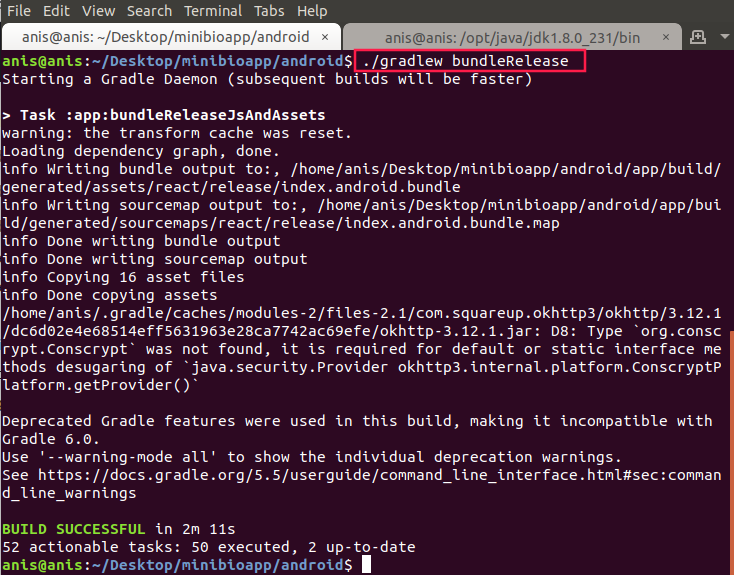 File Edit View Search Terminal Tabs Help
anis@anis: ~/Desktop/minibioapp/android × anis@anis: /opt/java/jdk1.8.0_231/bin ×
anis@anis:~/Desktop/minibioapp/android$ ./gradlew bundleRelease
Starting a Gradle Daemon (subsequent builds will be faster)
> Task :app:bundleReleaseJsAndAssets
warning: the transform cache was reset.
Loading dependency graph, done.
info Writing bundle output to:, /home/anis/Desktop/minibioapp/android/app/build/
generated/assets/react/release/index.android.bundle
info Writing sourcemap output to:, /home/anis/Desktop/minibioapp/android/app/bui
ld/generated/sourcemaps/react/release/index.android.bundle.map
info Done writing bundle output
info Done writing sourcemap output
info Copying 16 asset files
info Done copying assets
/home/anis/.gradle/caches/modules-2/files-2.1/com.squareup.okhttp3/okhttp/3.12.1
/dc6d02e4e68514eff5631963e28ca7742ac69efe/okhttp-3.12.1.jar: D8: Type `org.consc
rypt.Conscrypt` was not found, it is required for default or static interface me
thods desugaring of `java.security.Provider okhttp3.internal.platform.ConscryptP
latform.getProvider()`
Deprecated Gradle features were used in this build, making it incompatible with
Gradle 6.0.
Use '--warning-mode all' to show the individual deprecation warnings.
See https://docs.gradle.org/5.5/userguide/command_line_interface.html#sec:comman
d_line_warnings
BUILD SUCCESSFUL in 2m 11s
52 actionable tasks: 50 executed, 2 up-to-date
anis@anis:~/Desktop/minibioapp/android$